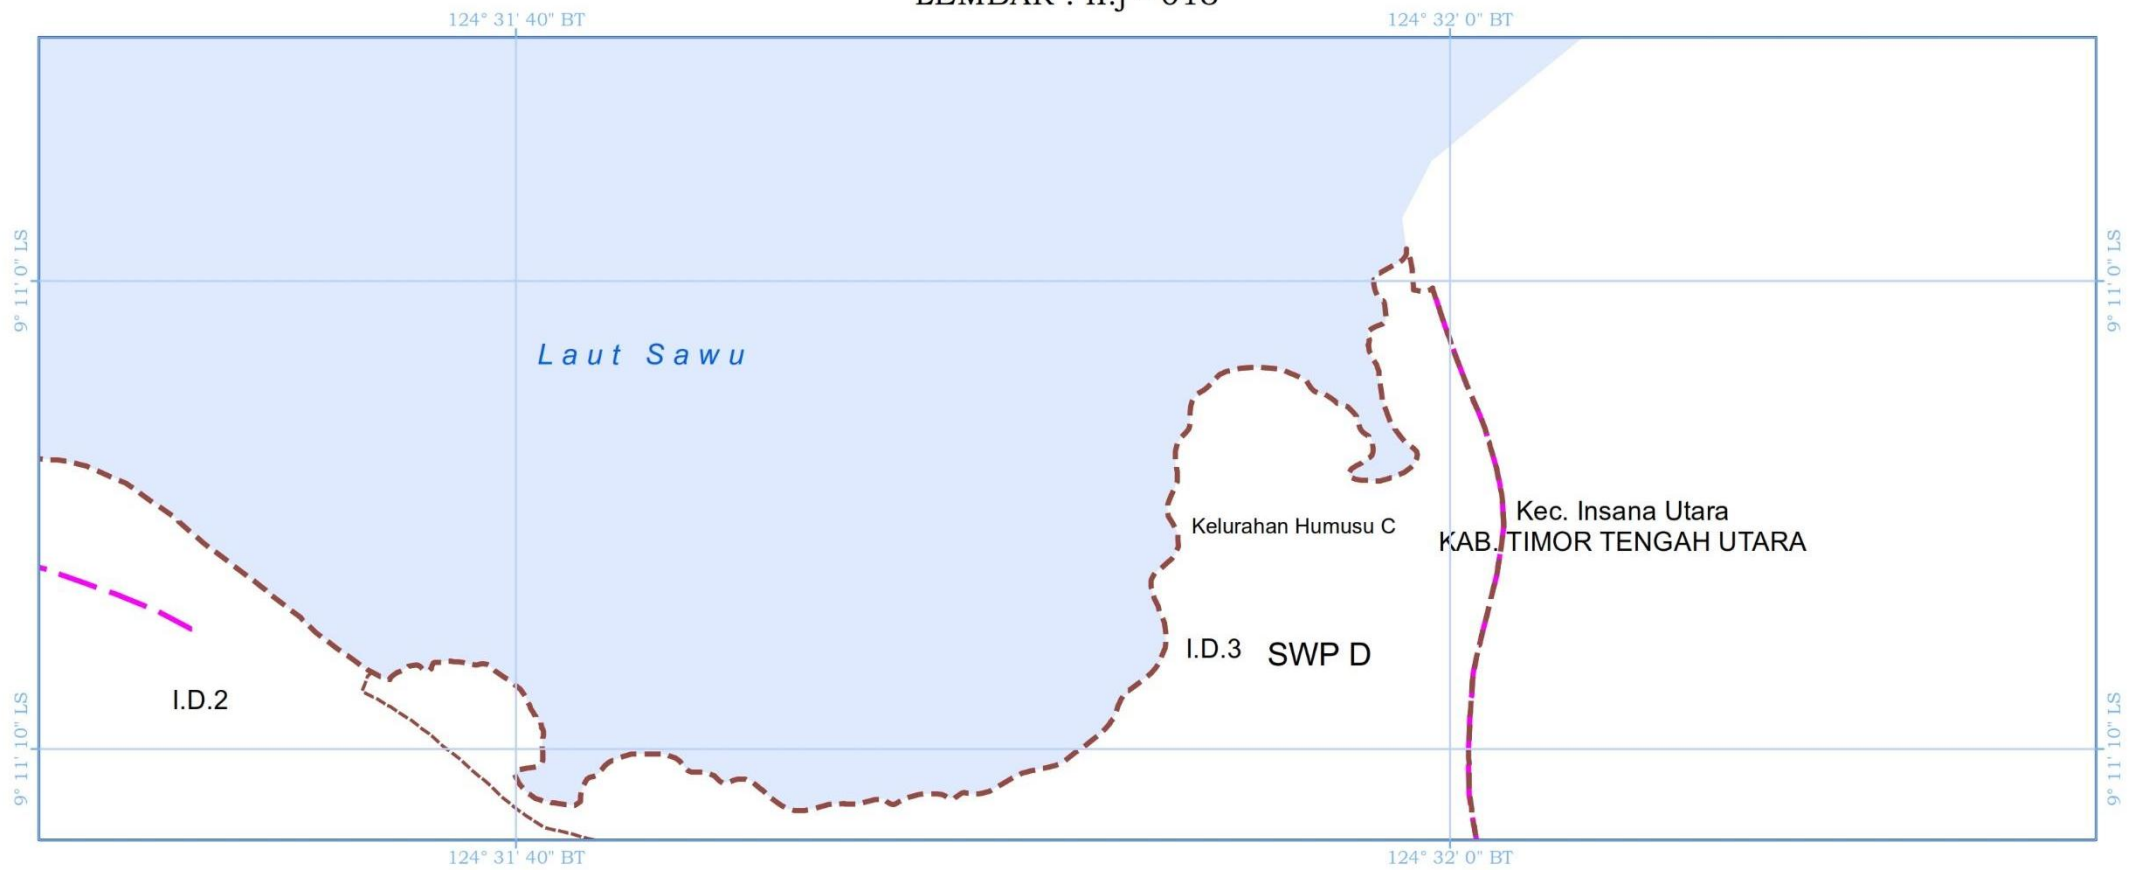 124° 31' 40" BT
124° 32' 0" BT
9° 11' 0" LS
9° 11' 0" LS
Laut Sawu
Kec. Insana Utara
Kelurahan Humusu C
KAB. TIMOR TENGAH UTARA
I.D.3
SWP D
I.D.2
9° 11' 10" LS
9° 11' 10" LS
124° 31' 40" BT
124° 32' 0" BT